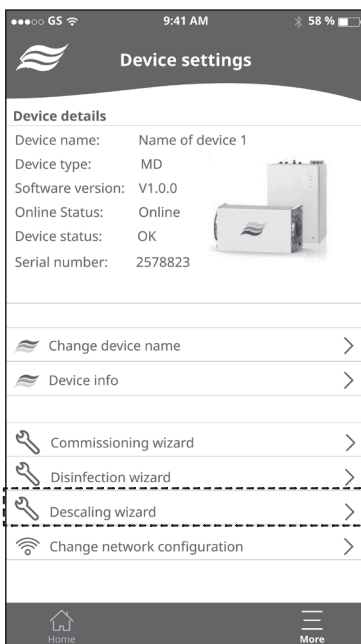 GS 9:41 AM 58 %
Device settings
Device details
Device name: Name of device 1
Device type: MD
Software version: V1.0.0
Online Status: Online
Device status: OK
Serial number: 2578823
Change device name
Device info
Commissioning wizard
Disinfection wizard
Descaling wizard
Change network configuration
Home More